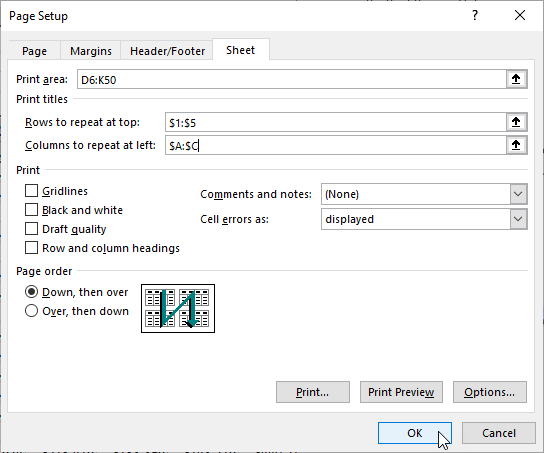 Page Setup
Page Margins Header/Footer Sheet
Print area: D6:K50
Print titles
Rows to repeat at top: $1:$5
Columns to repeat at left: $A:$C
Print
Gridlines Comments and notes: (None)
Black and white Cell errors as: displayed
Draft quality
Row and column headings
Page order
Down, then over
Over, then down
Print... Print Preview Options...
OK Cancel